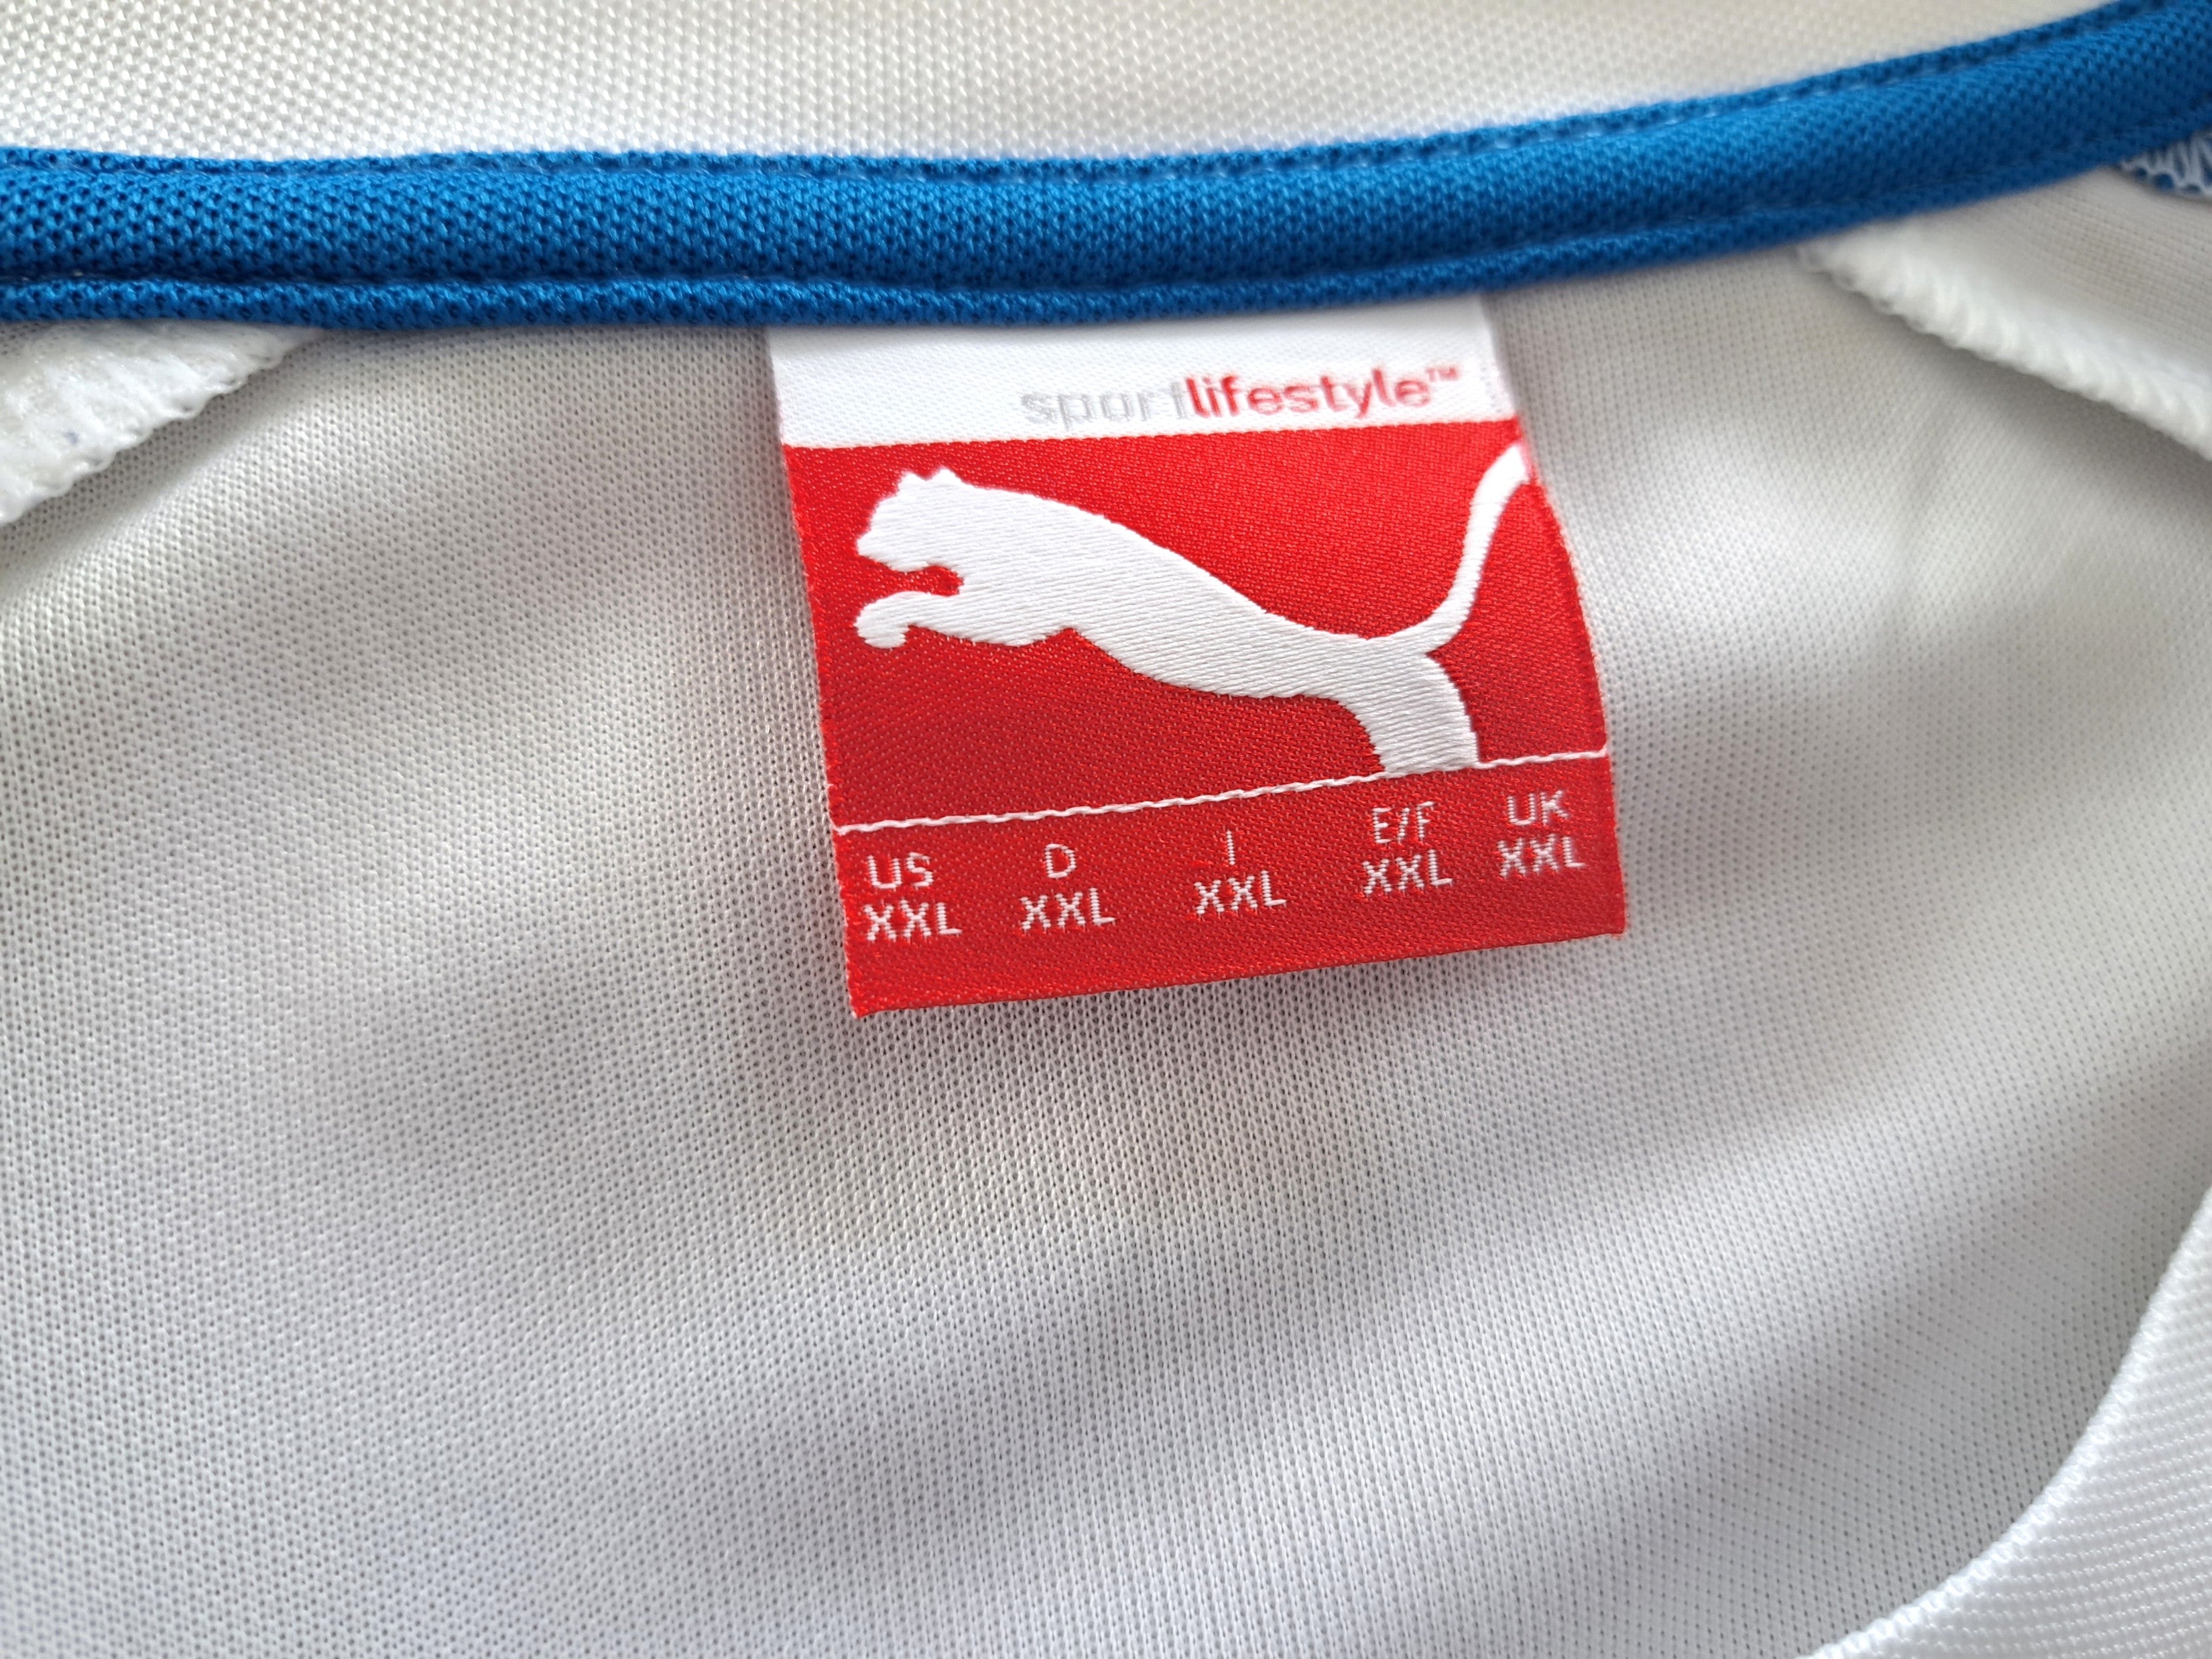 sportlifestyle™
US D I E/F UK
XXL XXL XXL XXL XXL